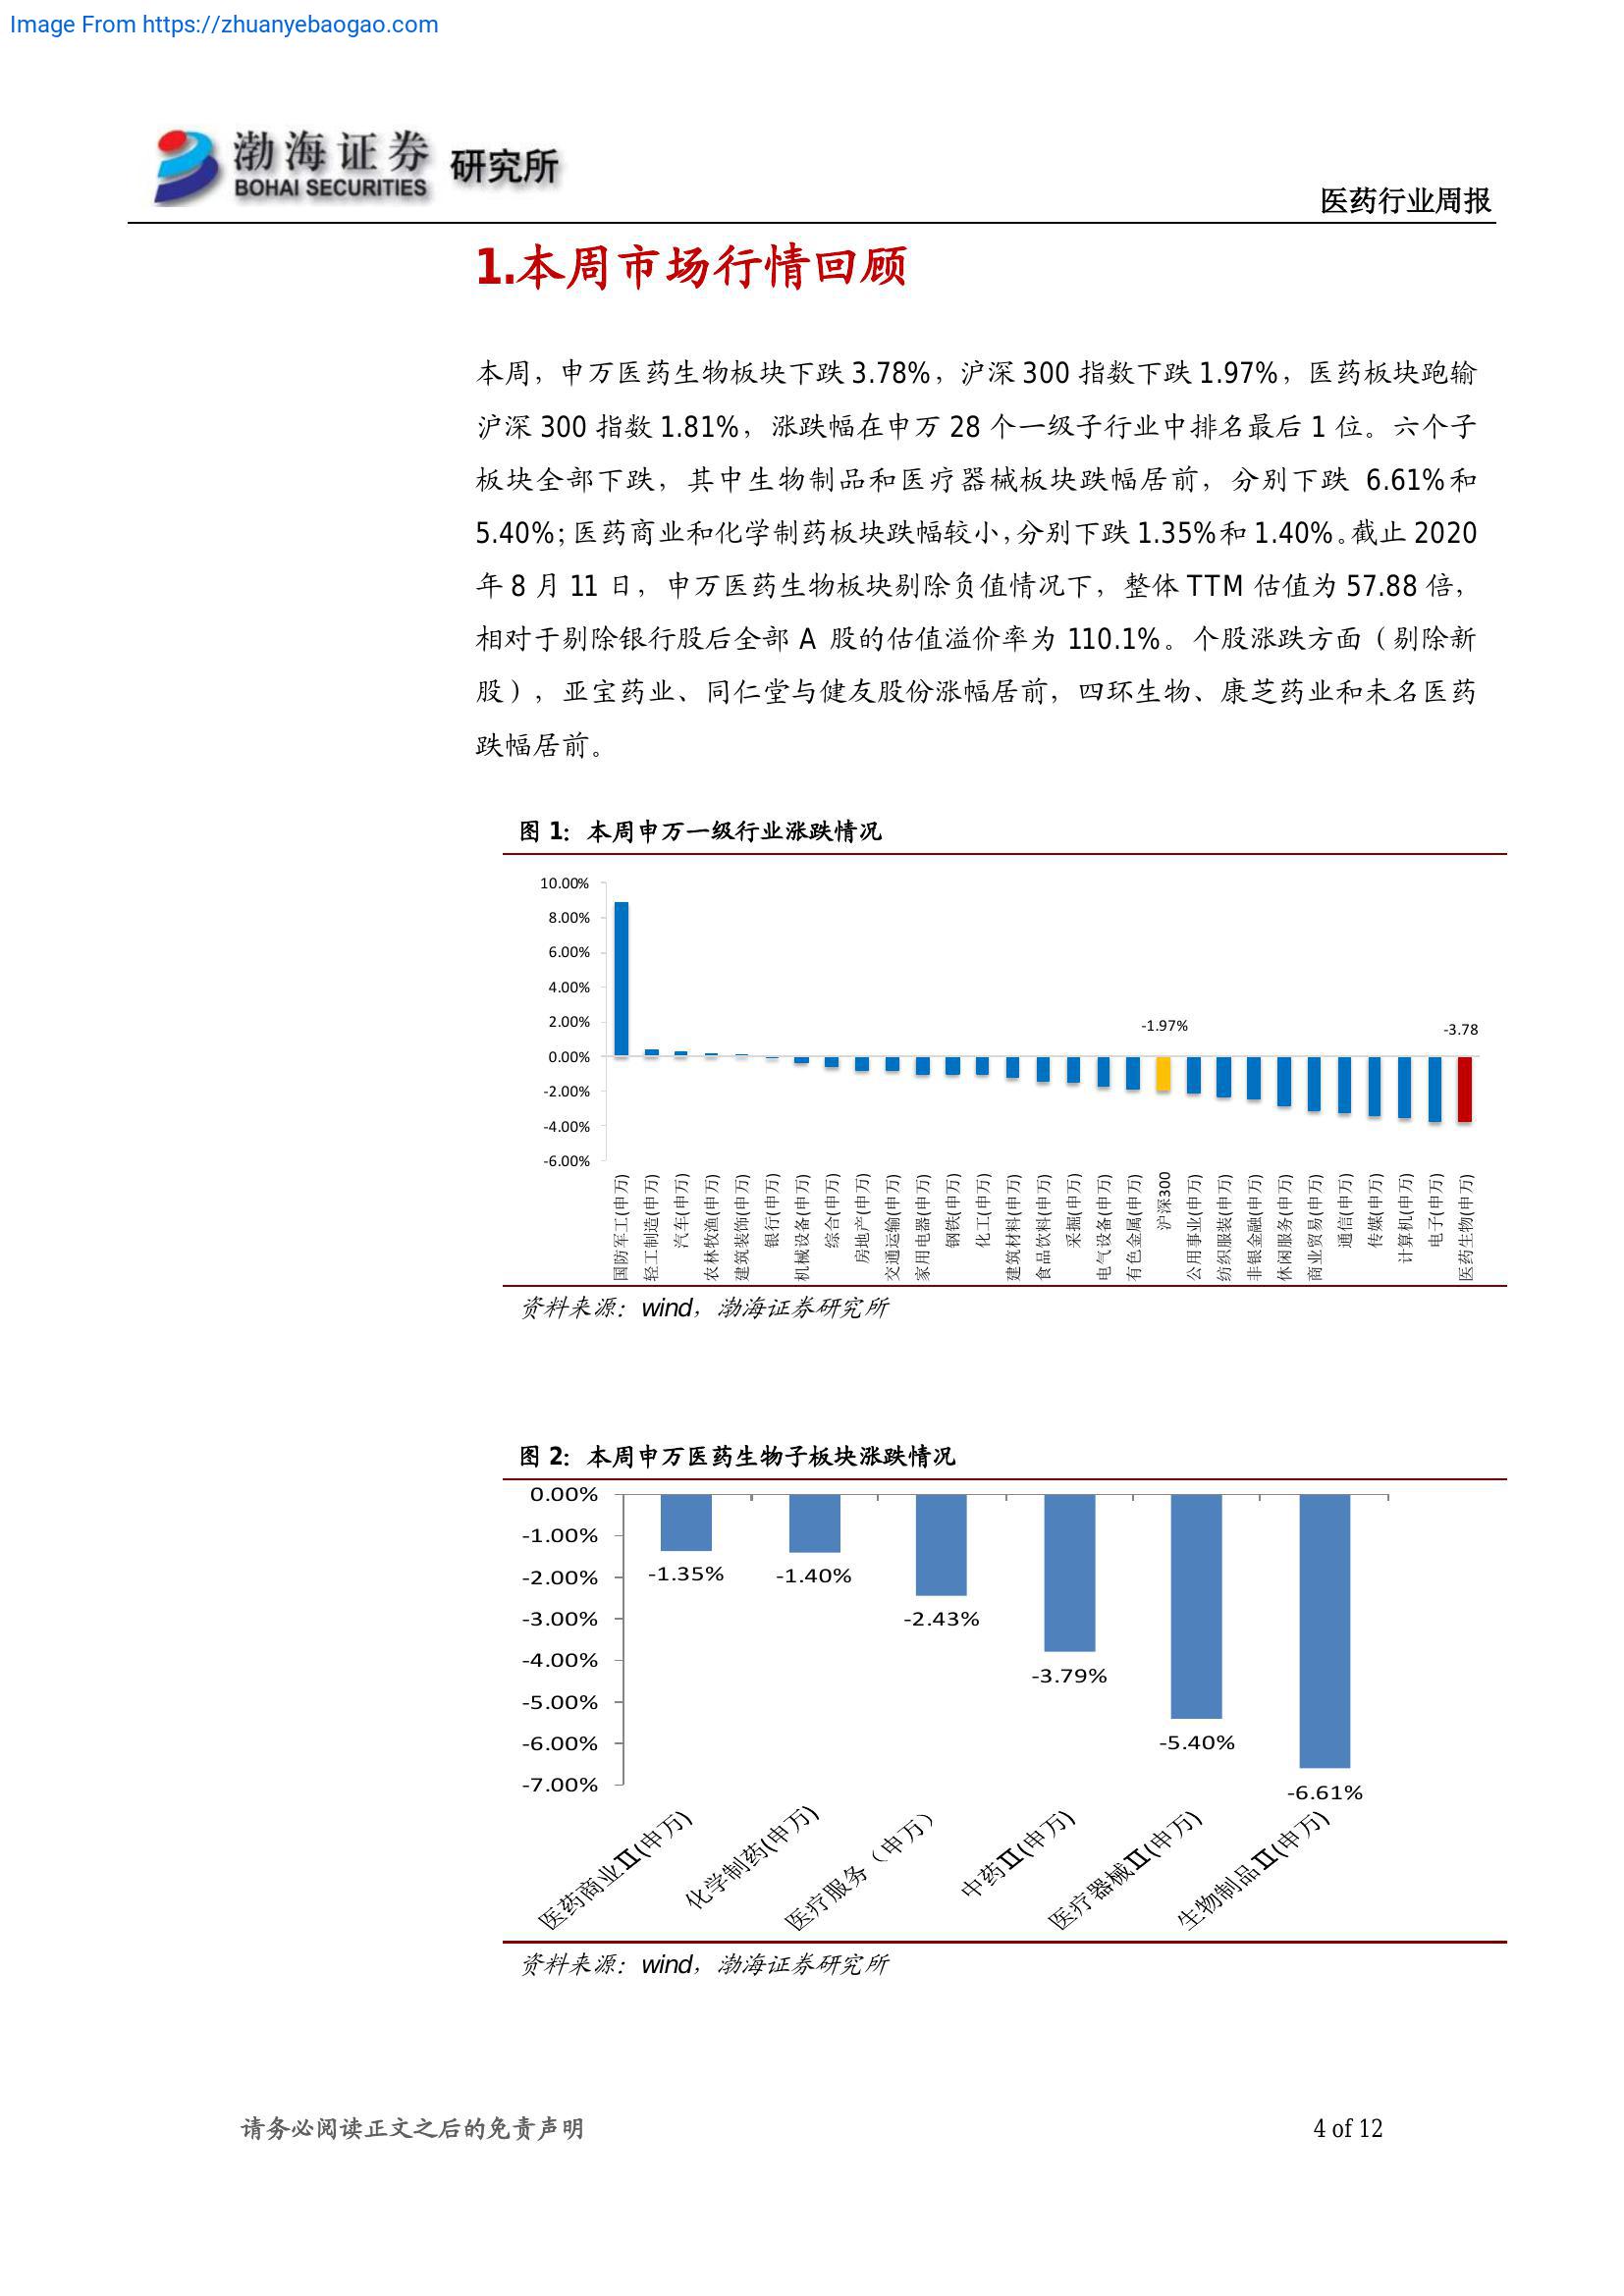 Image From https://zhuanyebaogao.com
渤海证券 研究所
BOHAI SECURITIES
医药行业周报
1.本周市场行情回顾
本周，申万医药生物板块下跌 3.78%，沪深 300 指数下跌 1.97%，医药板块跑输
沪深 300 指数 1.81%，涨跌幅在申万 28 个一级子行业中排名最后 1 位。六个子
板块全部下跌，其中生物制品和医疗器械板块跌幅居前，分别下跌 6.61%和
5.40%；医药商业和化学制药板块跌幅较小，分别下跌 1.35%和 1.40%。截止 2020
年 8 月 11 日，申万医药生物板块剔除负值情况下，整体 TTM 估值为 57.88 倍，
相对于剔除银行股后全部 A 股的估值溢价率为 110.1%。个股涨跌方面（剔除新
股），亚宝药业、同仁堂与健友股份涨幅居前，四环生物、康芝药业和未名医药
跌幅居前。
图 1：本周申万一级行业涨跌情况
10.00%
8.00%
6.00%
4.00%
2.00%
0.00%
-2.00%
-4.00%
-6.00%
-1.97%
-3.78
国防军工(申万)
轻工制造(申万)
汽车(申万)
农林牧渔(申万)
建筑装饰(申万)
银行(申万)
机械设备(申万)
综合(申万)
房地产(申万)
交通运输(申万)
家用电器(申万)
钢铁(申万)
化工(申万)
建筑材料(申万)
食品饮料(申万)
采掘(申万)
电气设备(申万)
有色金属(申万)
沪深300
公用事业(申万)
纺织服装(申万)
非银金融(申万)
休闲服务(申万)
商业贸易(申万)
通信(申万)
传媒(申万)
计算机(申万)
电子(申万)
医药生物(申万)
资料来源：wind，渤海证券研究所
图 2：本周申万医药生物子板块涨跌情况
0.00%
-1.00%
-2.00%
-3.00%
-4.00%
-5.00%
-6.00%
-7.00%
-1.35%
-1.40%
-2.43%
-3.79%
-5.40%
-6.61%
医药商业Ⅱ(申万)
化学制药(申万)
医疗服务（申万）
中药Ⅱ(申万)
医疗器械Ⅱ(申万)
生物制品Ⅱ(申万)
资料来源：wind，渤海证券研究所
请务必阅读正文之后的免责声明
4 of 12